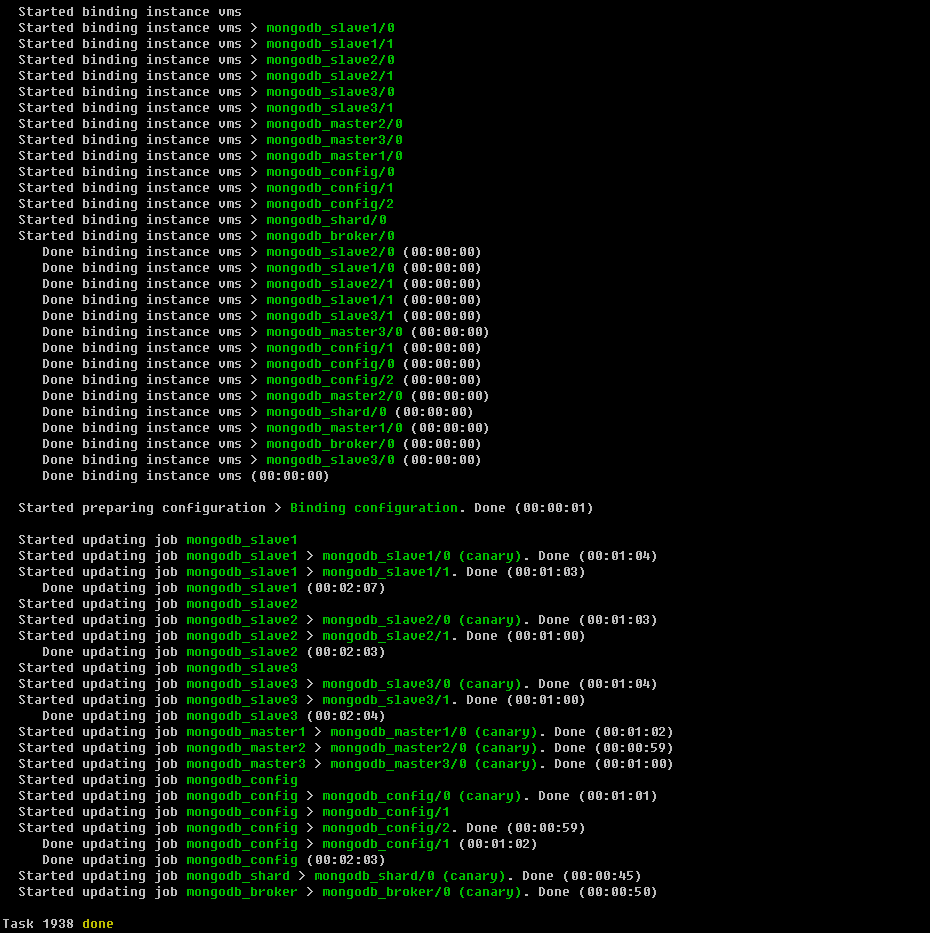 Started binding instance vms
Started binding instance vms > mongodb_slave1/0
Started binding instance vms > mongodb_slave1/1
Started binding instance vms > mongodb_slave2/0
Started binding instance vms > mongodb_slave2/1
Started binding instance vms > mongodb_slave3/0
Started binding instance vms > mongodb_slave3/1
Started binding instance vms > mongodb_master2/0
Started binding instance vms > mongodb_master3/0
Started binding instance vms > mongodb_master1/0
Started binding instance vms > mongodb_config/0
Started binding instance vms > mongodb_config/1
Started binding instance vms > mongodb_config/2
Started binding instance vms > mongodb_shard/0
Started binding instance vms > mongodb_broker/0
Done binding instance vms > mongodb_slave2/0 (00:00:00)
Done binding instance vms > mongodb_slave1/0 (00:00:00)
Done binding instance vms > mongodb_slave2/1 (00:00:00)
Done binding instance vms > mongodb_slave1/1 (00:00:00)
Done binding instance vms > mongodb_slave3/1 (00:00:00)
Done binding instance vms > mongodb_master3/0 (00:00:00)
Done binding instance vms > mongodb_config/1 (00:00:00)
Done binding instance vms > mongodb_config/0 (00:00:00)
Done binding instance vms > mongodb_config/2 (00:00:00)
Done binding instance vms > mongodb_master2/0 (00:00:00)
Done binding instance vms > mongodb_shard/0 (00:00:00)
Done binding instance vms > mongodb_master1/0 (00:00:00)
Done binding instance vms > mongodb_broker/0 (00:00:00)
Done binding instance vms > mongodb_slave3/0 (00:00:00)
Done binding instance vms (00:00:00)
Started preparing configuration > Binding configuration. Done (00:00:01)
Started updating job mongodb_slave1
Started updating job mongodb_slave1 > mongodb_slave1/0 (canary). Done (00:01:04)
Started updating job mongodb_slave1 > mongodb_slave1/1. Done (00:01:03)
Done updating job mongodb_slave1 (00:02:07)
Started updating job mongodb_slave2
Started updating job mongodb_slave2 > mongodb_slave2/0 (canary). Done (00:01:03)
Started updating job mongodb_slave2 > mongodb_slave2/1. Done (00:01:00)
Done updating job mongodb_slave2 (00:02:03)
Started updating job mongodb_slave3
Started updating job mongodb_slave3 > mongodb_slave3/0 (canary). Done (00:01:04)
Started updating job mongodb_slave3 > mongodb_slave3/1. Done (00:01:00)
Done updating job mongodb_slave3 (00:02:04)
Started updating job mongodb_master1 > mongodb_master1/0 (canary). Done (00:01:02)
Started updating job mongodb_master2 > mongodb_master2/0 (canary). Done (00:00:59)
Started updating job mongodb_master3 > mongodb_master3/0 (canary). Done (00:01:00)
Started updating job mongodb_config
Started updating job mongodb_config > mongodb_config/0 (canary). Done (00:01:01)
Started updating job mongodb_config > mongodb_config/1
Started updating job mongodb_config > mongodb_config/2. Done (00:00:59)
Done updating job mongodb_config > mongodb_config/1 (00:01:02)
Done updating job mongodb_config (00:02:03)
Started updating job mongodb_shard > mongodb_shard/0 (canary). Done (00:00:45)
Started updating job mongodb_broker > mongodb_broker/0 (canary). Done (00:00:50)
Task 1938 done